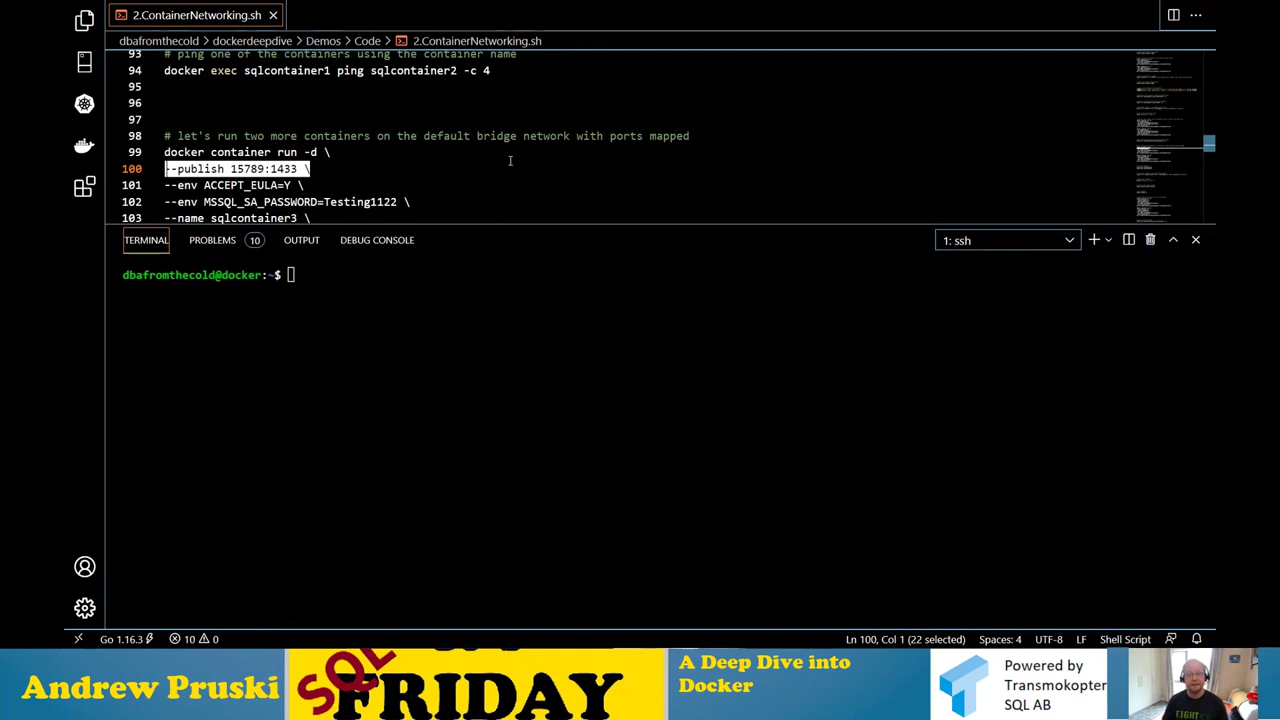 2.ContainerNetworking.sh
dbafromthecold > dockerdeepdive > Demos > Code > 2.ContainerNetworking.sh
93 # ping one of the containers using the container name
94 docker exec sqlcontainer1 ping -c 4
95
96
97
98 # let's run two more containers on the default bridge network with ports mapped
99 docker container run -d \
100 --publish 15789:1433 \
101 --env ACCEPT_EULA=Y \
102 --env MSSQL_SA_PASSWORD=Testing1122 \
103 --name sqlcontainer3 \
TERMINAL PROBLEMS 10 OUTPUT DEBUG CONSOLE 1: ssh
dbafromthecold@docker:~$
Go 1.16.3 10 0 Ln 100, Col 1 (22 selected) Spaces: 4 UTF-8 LF Shell Script
Andrew Pruski
SQL
FRIDAY
A Deep Dive into
Docker
Powered by
Transmokopter
SQL AB
EIGHT